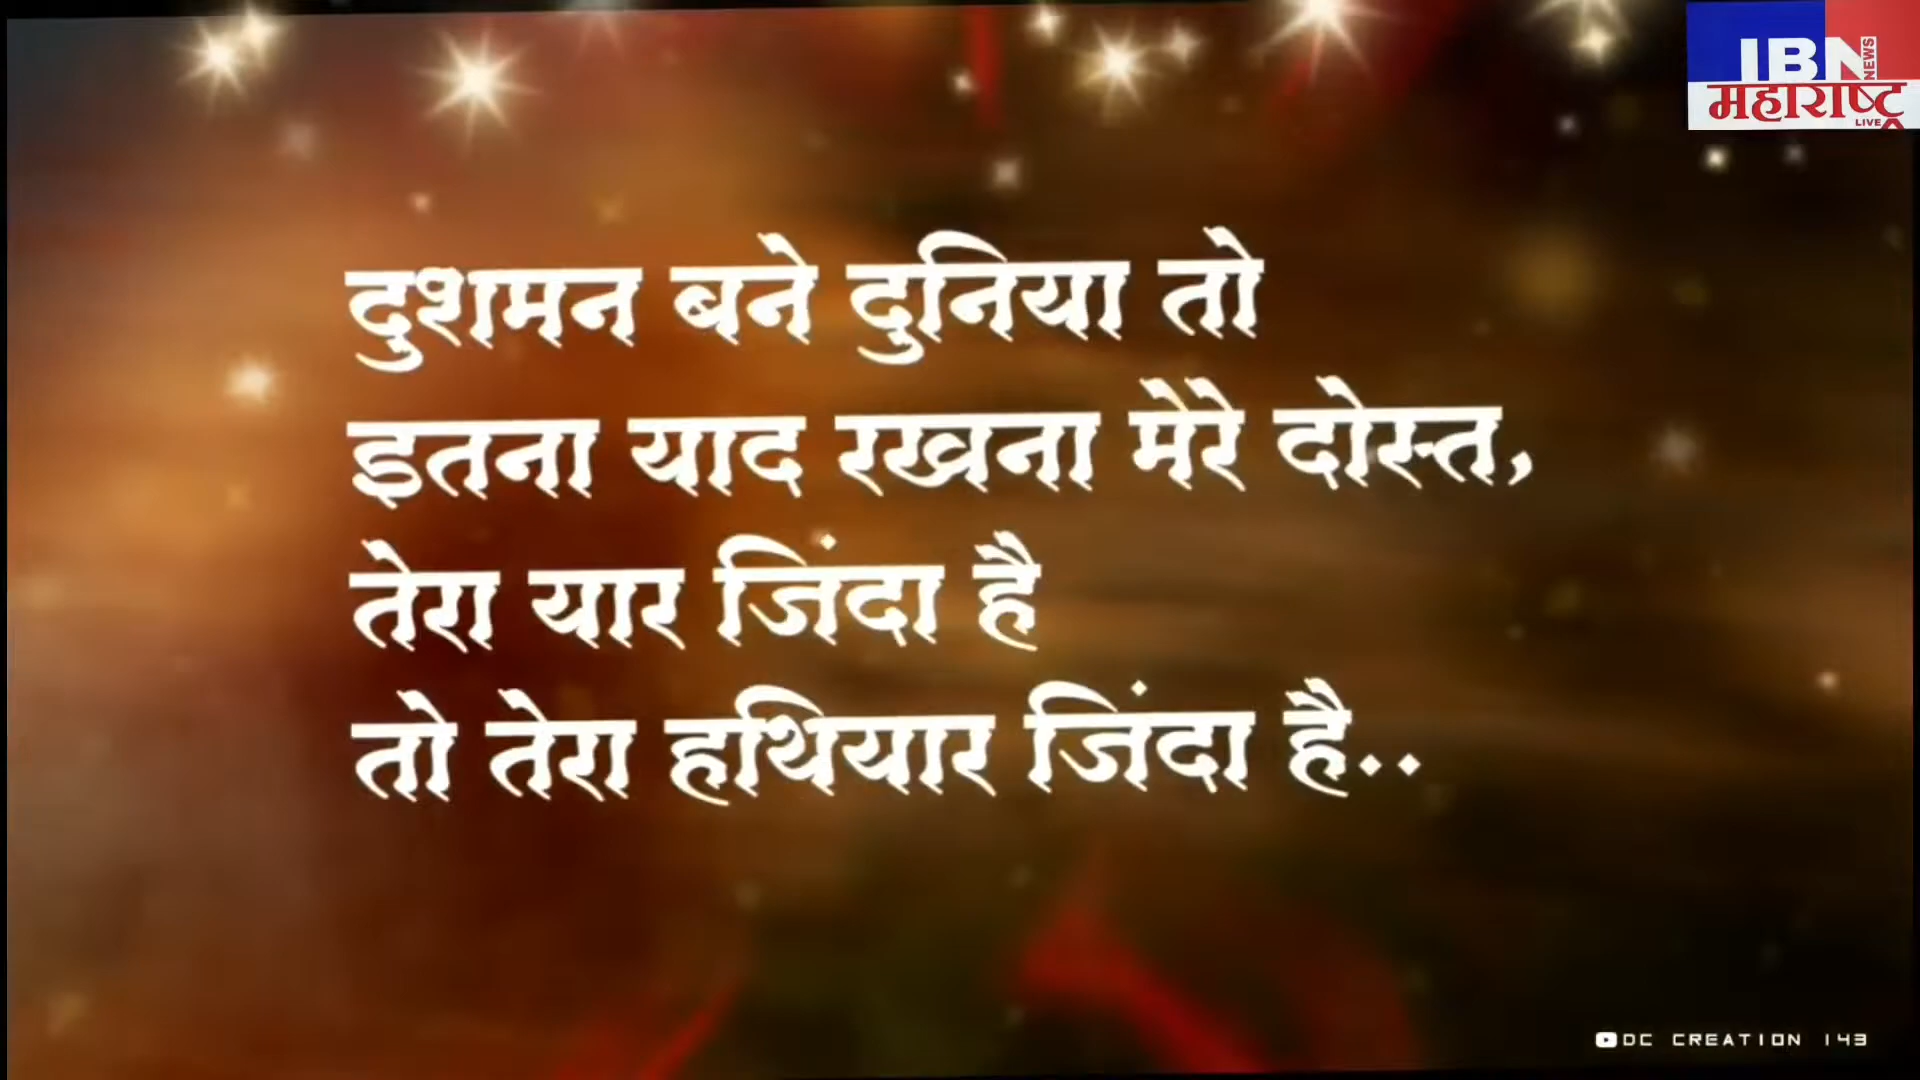 IBN NEWS
महाराष्ट्र
LIVE
दुशमन बने दुनिया तो
इतना याद रखना मेरे दोस्त,
तेरा यार जिंदा है
तो तेरा हथियार जिंदा है..
DC CREATION 143